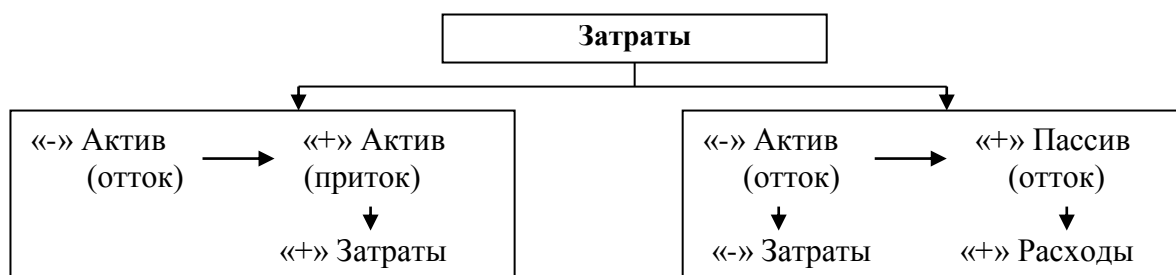 Затраты
«-» Актив «+» Актив
(отток) (приток)
«+» Затраты
«-» Актив «+» Пассив
(отток) (отток)
«-» Затраты «+» Расходы